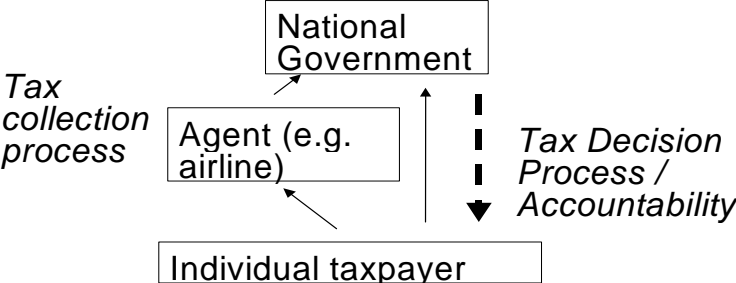 National
Government
Tax
collection
process
Agent (e.g.
airline)
Tax Decision
Process /
Accountability
Individual taxpayer